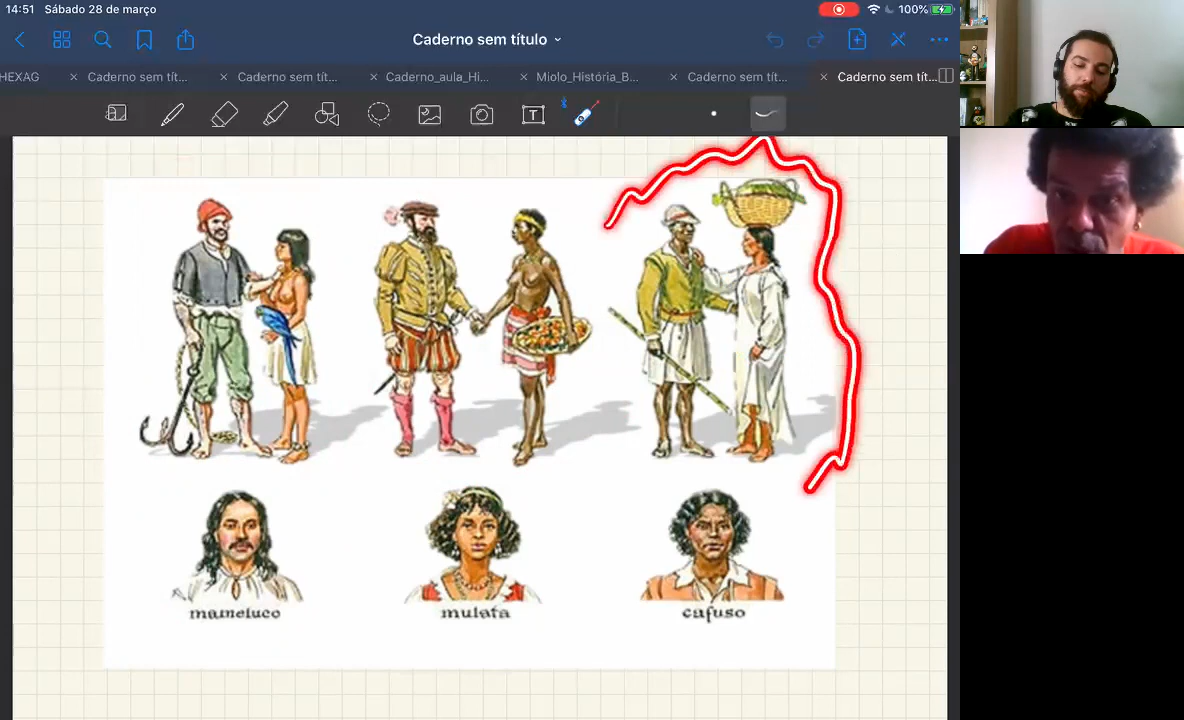 14:51 Sábado 28 de março
100%
Caderno sem título
HEXAG
Caderno sem tít...
Caderno sem tít...
Caderno_aula_Hi...
Miolo_História_B...
Caderno sem tít...
Caderno sem tít...
T
mameluco
mulata
cafuso